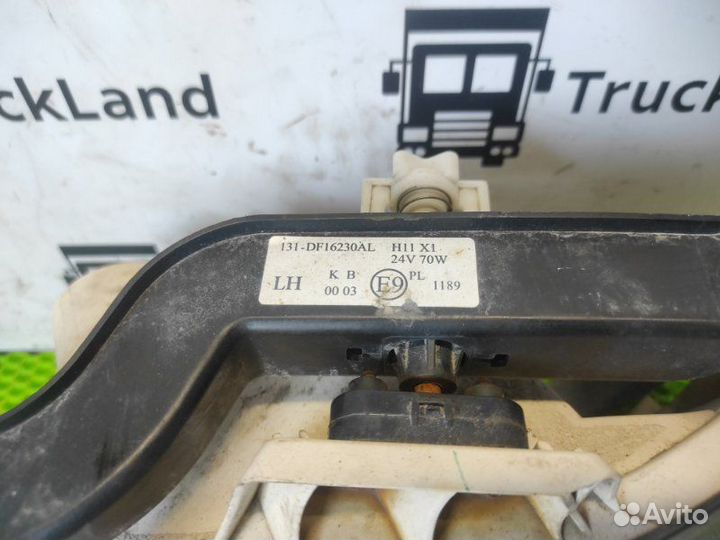 ckLand
Truck
131-DF16230AL H11 X1
24V 70W
LH K B E9 PL
00 03 1189
Avito